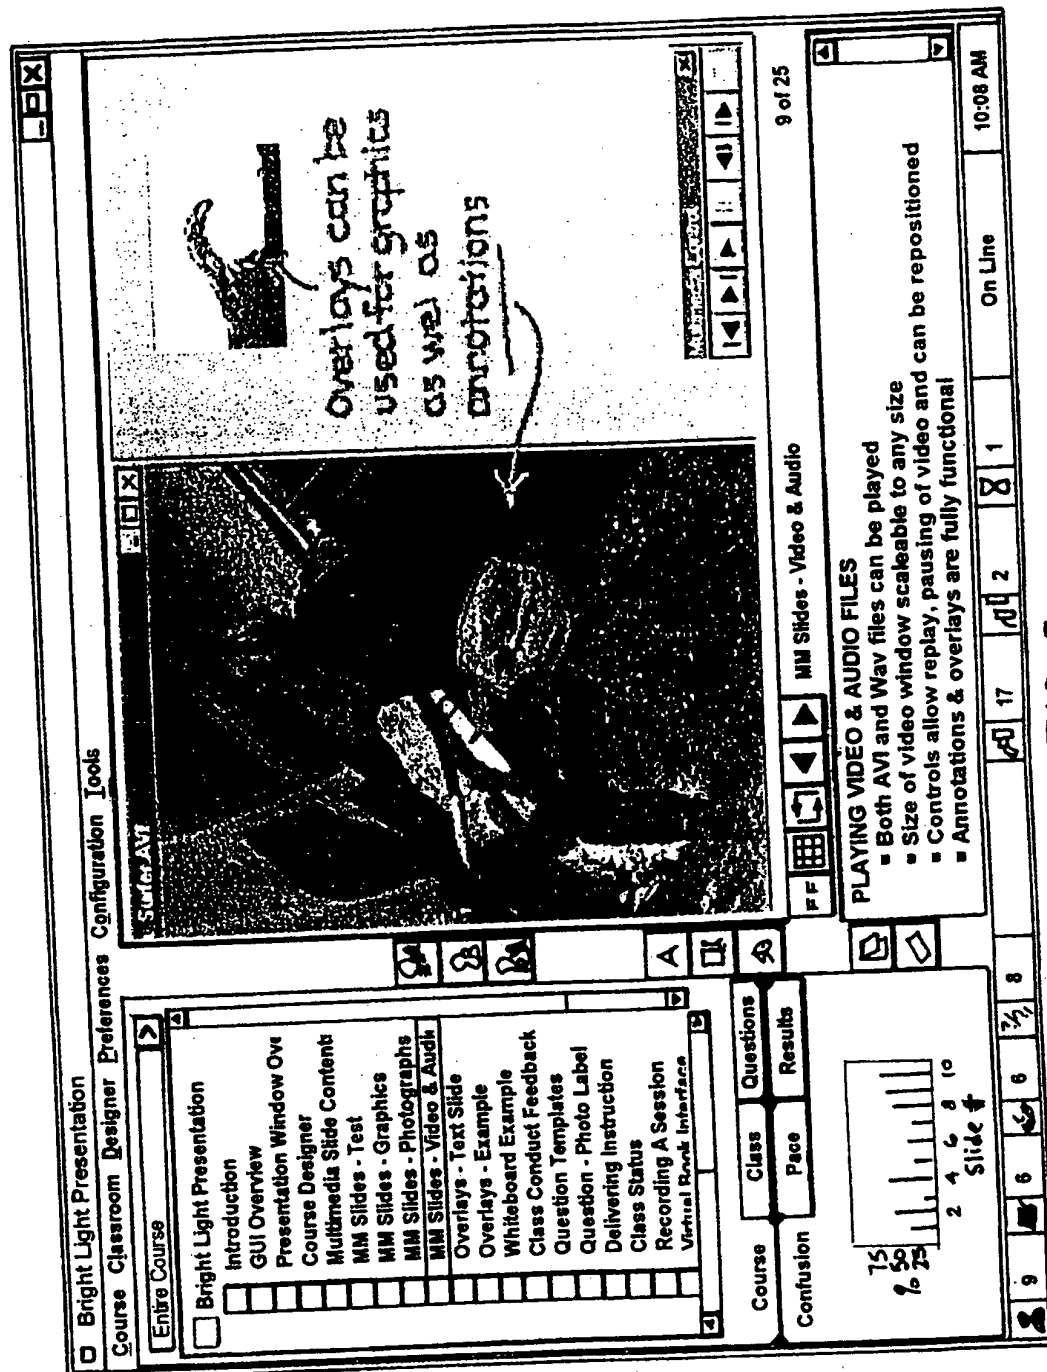 Bright Light Presentation
Course Classroom Designer Preferences Configuration Tools
Entire Course
Bright Light Presentation
Introduction
GUI Overview
Presentation Window Ove
Course Designer
Multimedia Slide Contents
MM Slides - Test
MM Slides - Graphics
MM Slides - Photographs
MM Slides - Video & Audio
Overlays - Text Slide
Overlays - Example
Whiteboard Example
Class Conduct Feedback
Question Templates
Question - Photo Label
Delivering Instruction
Class Status
Recording A Session
Virtual Book Interface
Course Class Questions
Confusion Pace Results
75
% 50
25
2 4 6 8 10
Slide #
A
Overlays can be
used for graphics
as wel as
annotations
FF
MM Slides - Video & Audio
9 of 25
PLAYING VIDEO & AUDIO FILES
▪ Both AVI and Wav files can be played
▪ Size of video window scaleable to any size
▪ Controls allow replay, pausing of video and can be repositioned
▪ Annotations & overlays are fully functional
9 6 6 8 17 2 1 On Line 10:08 AM